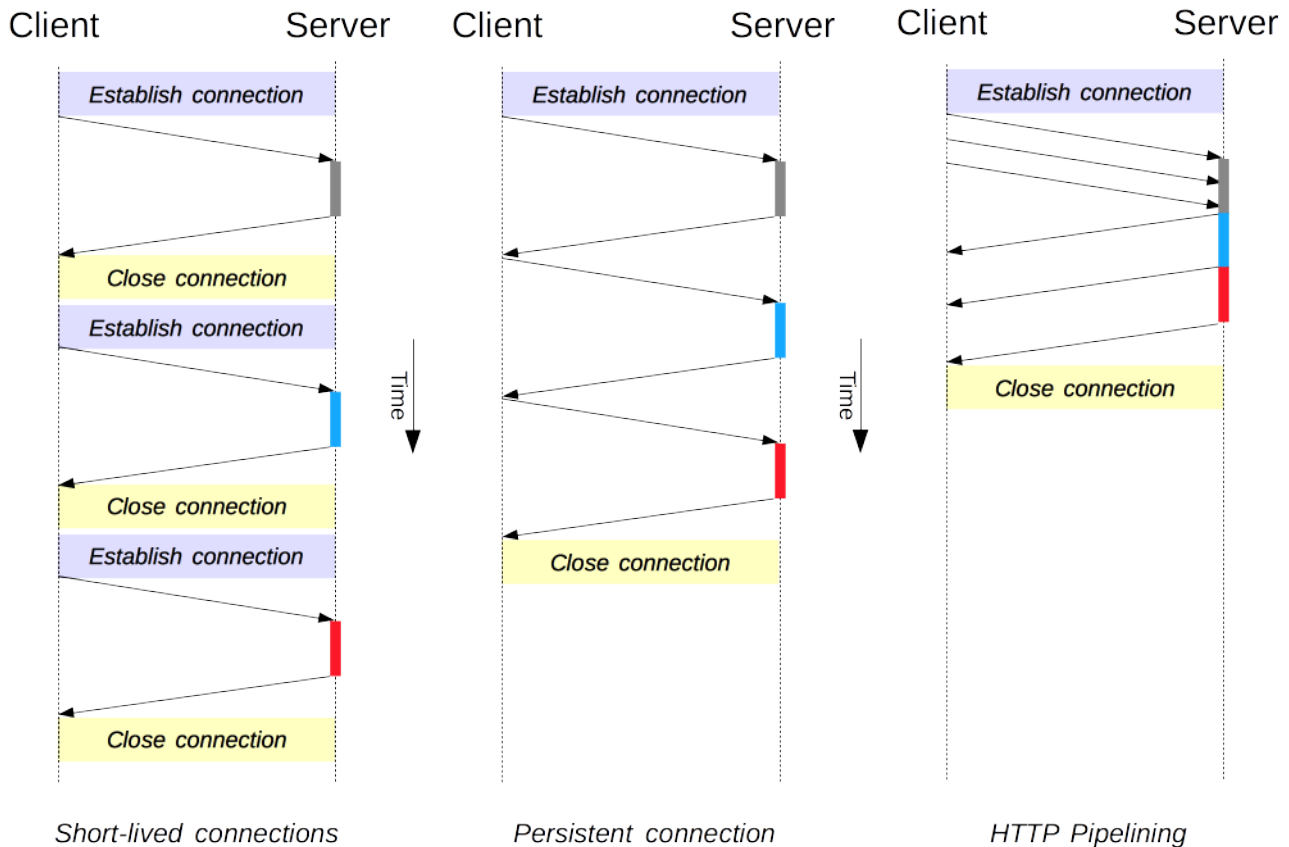 Client Server Client Server Client Server
Establish connection
Close connection
Establish connection
Close connection
Establish connection
Close connection
Short-lived connections
Time
Establish connection
Close connection
Persistent connection
Time
Establish connection
Close connection
HTTP Pipelining